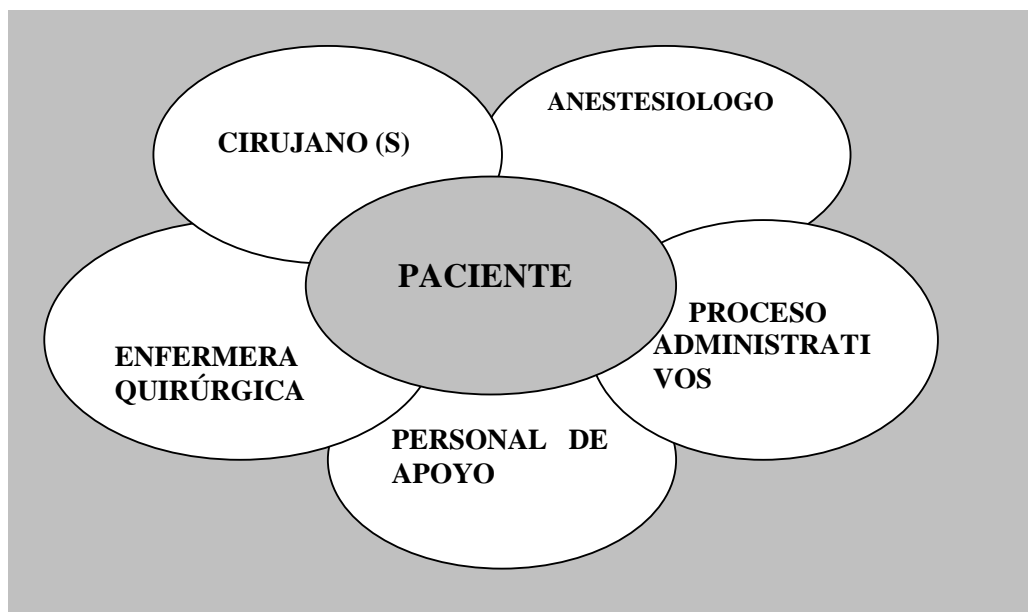 ANESTESIOLOGO
CIRUJANO (S)
PACIENTE
PROCESO
ADMINISTRATI
VOS
ENFERMERA
QUIRÚRGICA
PERSONAL DE
APOYO